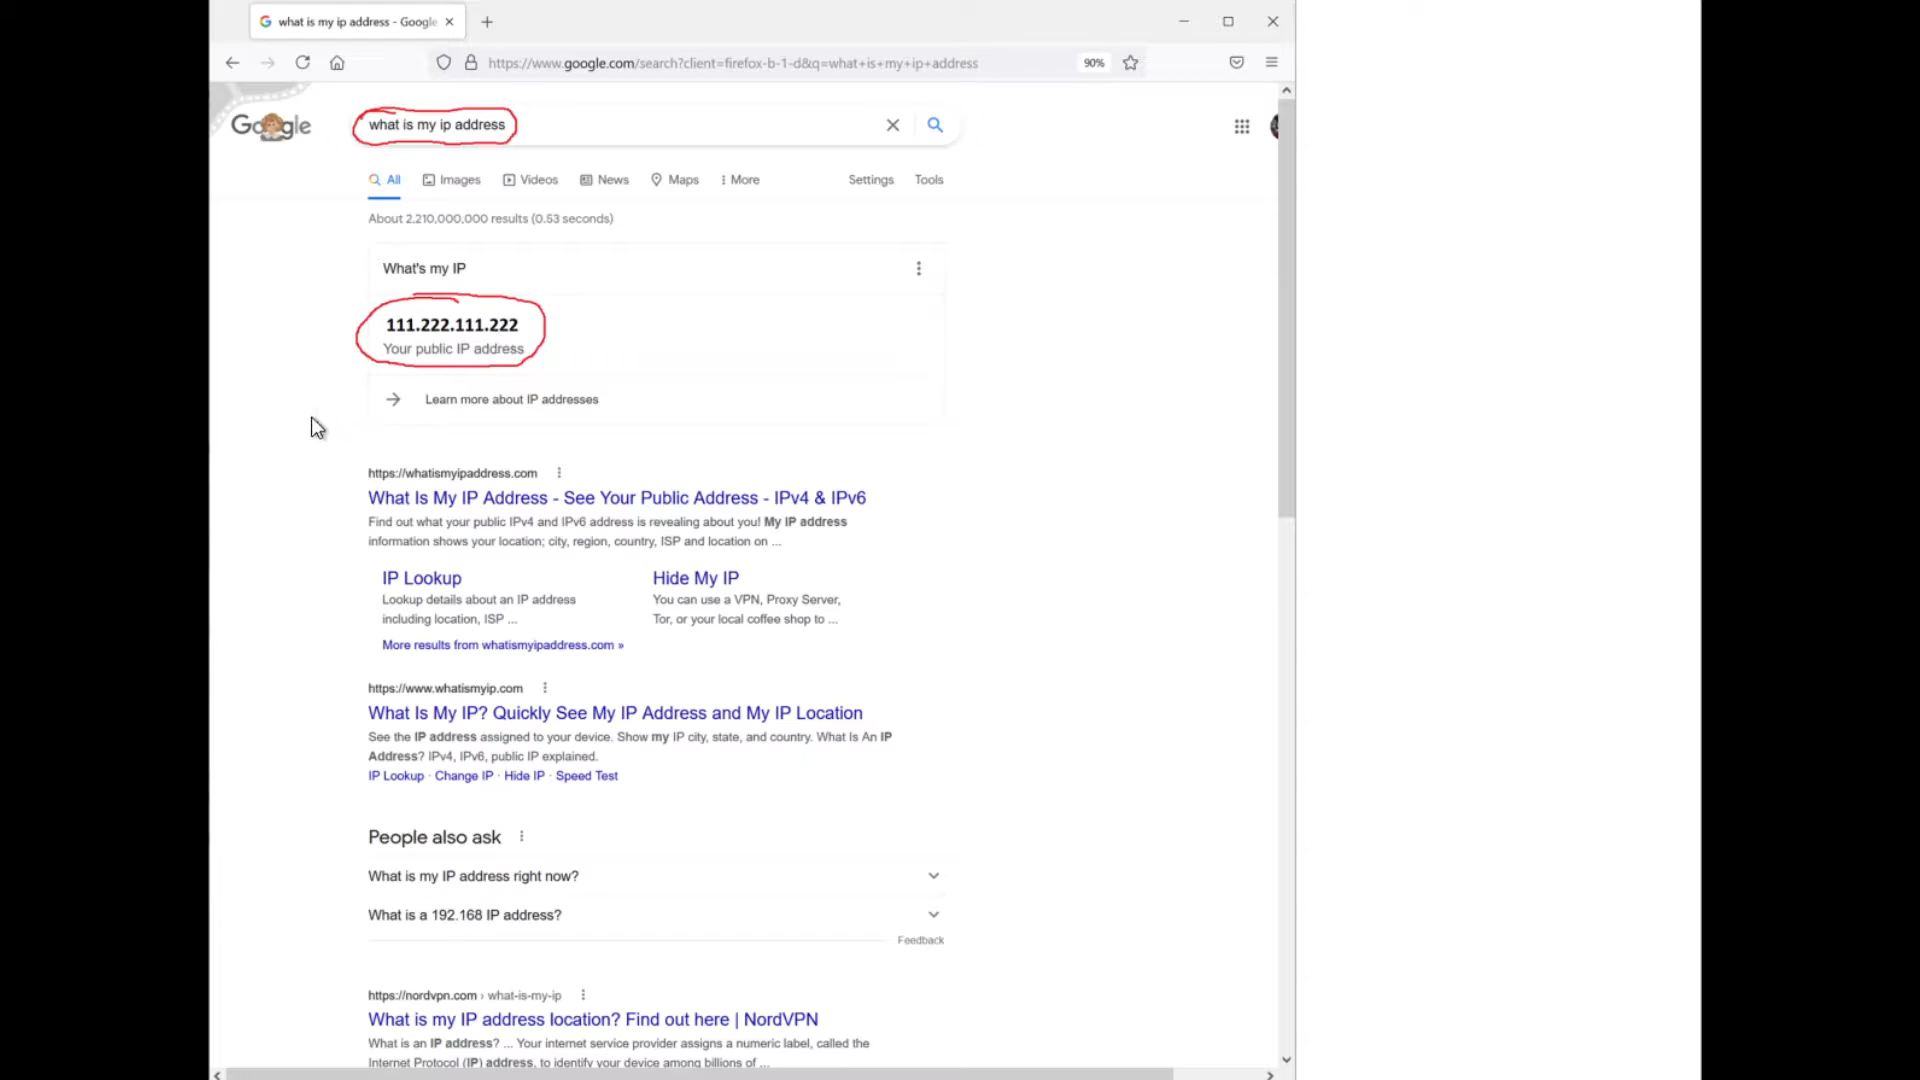 what is my ip address - Google
https://www.google.com/search?client=firefox-b-1-d&q=what+is+my+ip+address
90%
Google
what is my ip address
All
Images
Videos
News
Maps
More
Settings
Tools
About 2,210,000,000 results (0.53 seconds)
What's my IP
111.222.111.222
Your public IP address
Learn more about IP addresses
https://whatismyipaddress.com
What Is My IP Address - See Your Public Address - IPv4 & IPv6
Find out what your public IPv4 and IPv6 address is revealing about you! My IP address
information shows your location; city, region, country, ISP and location on ...
IP Lookup
Lookup details about an IP address
including location, ISP ...
Hide My IP
You can use a VPN, Proxy Server,
Tor, or your local coffee shop to ...
More results from whatismyipaddress.com »
https://www.whatismyip.com
What Is My IP? Quickly See My IP Address and My IP Location
See the IP address assigned to your device. Show my IP city, state, and country. What Is An IP
Address? IPv4, IPv6, public IP explained.
IP Lookup · Change IP · Hide IP · Speed Test
People also ask
What is my IP address right now?
What is a 192.168 IP address?
Feedback
https://nordvpn.com › what-is-my-ip
What is my IP address location? Find out here | NordVPN
What is an IP address? ... Your internet service provider assigns a numeric label, called the
Internet Protocol (IP) address, to identify your device among billions of ...